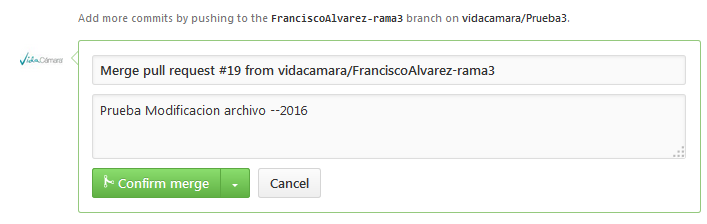 Add more commits by pushing to the FranciscoAlvarez-rama3 branch on vidacamara/Prueba3.
VidaCámara
Merge pull request #19 from vidacamara/FranciscoAlvarez-rama3
Prueba Modificacion archivo --2016
Confirm merge
Cancel